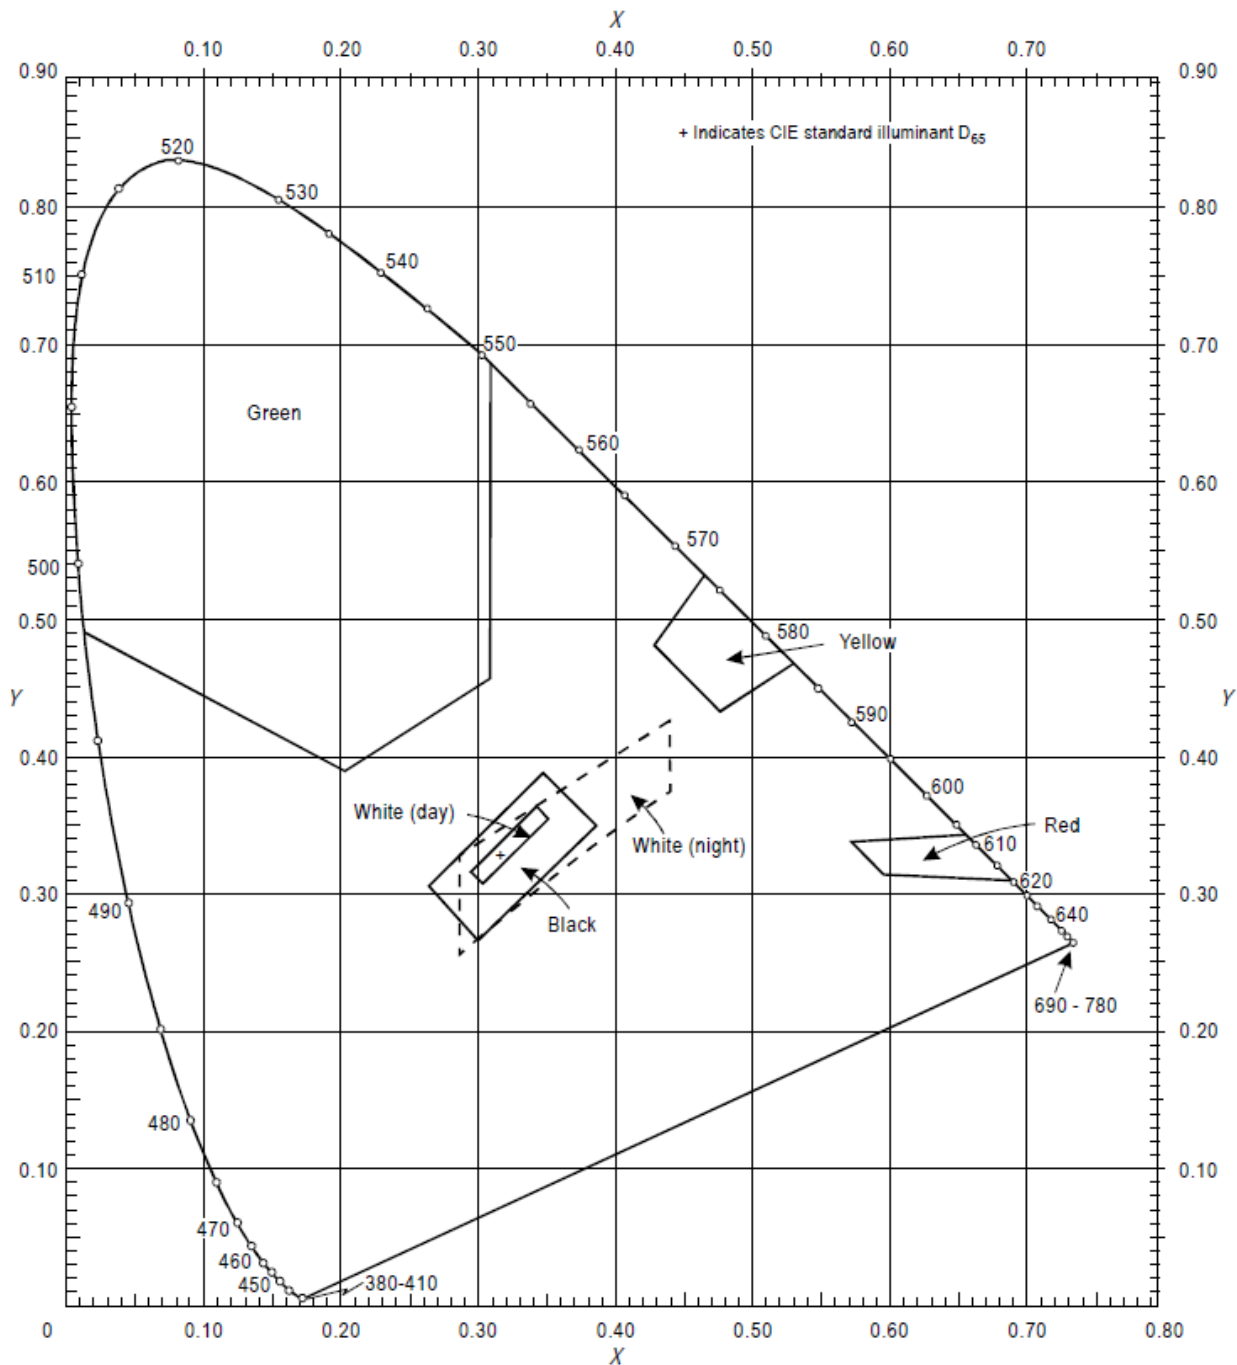 X
0.10 0.20 0.30 0.40 0.50 0.60 0.70
0.90 0.90
+ Indicates CIE standard illuminant D65
520
530
0.80 0.80
540
510
0.70 550 0.70
Green
560
0.60 0.60
570
500
0.50 0.50
580
Yellow
Y Y
590
0.40 0.40
600
White (day)
Red
White (night)
610
0.30 620 0.30
490 Black 640
690 - 780
0.20 0.20
480
0.10 0.10
470
460
450 380-410
0 0.10 0.20 0.30 0.40 0.50 0.60 0.70 0.80
X